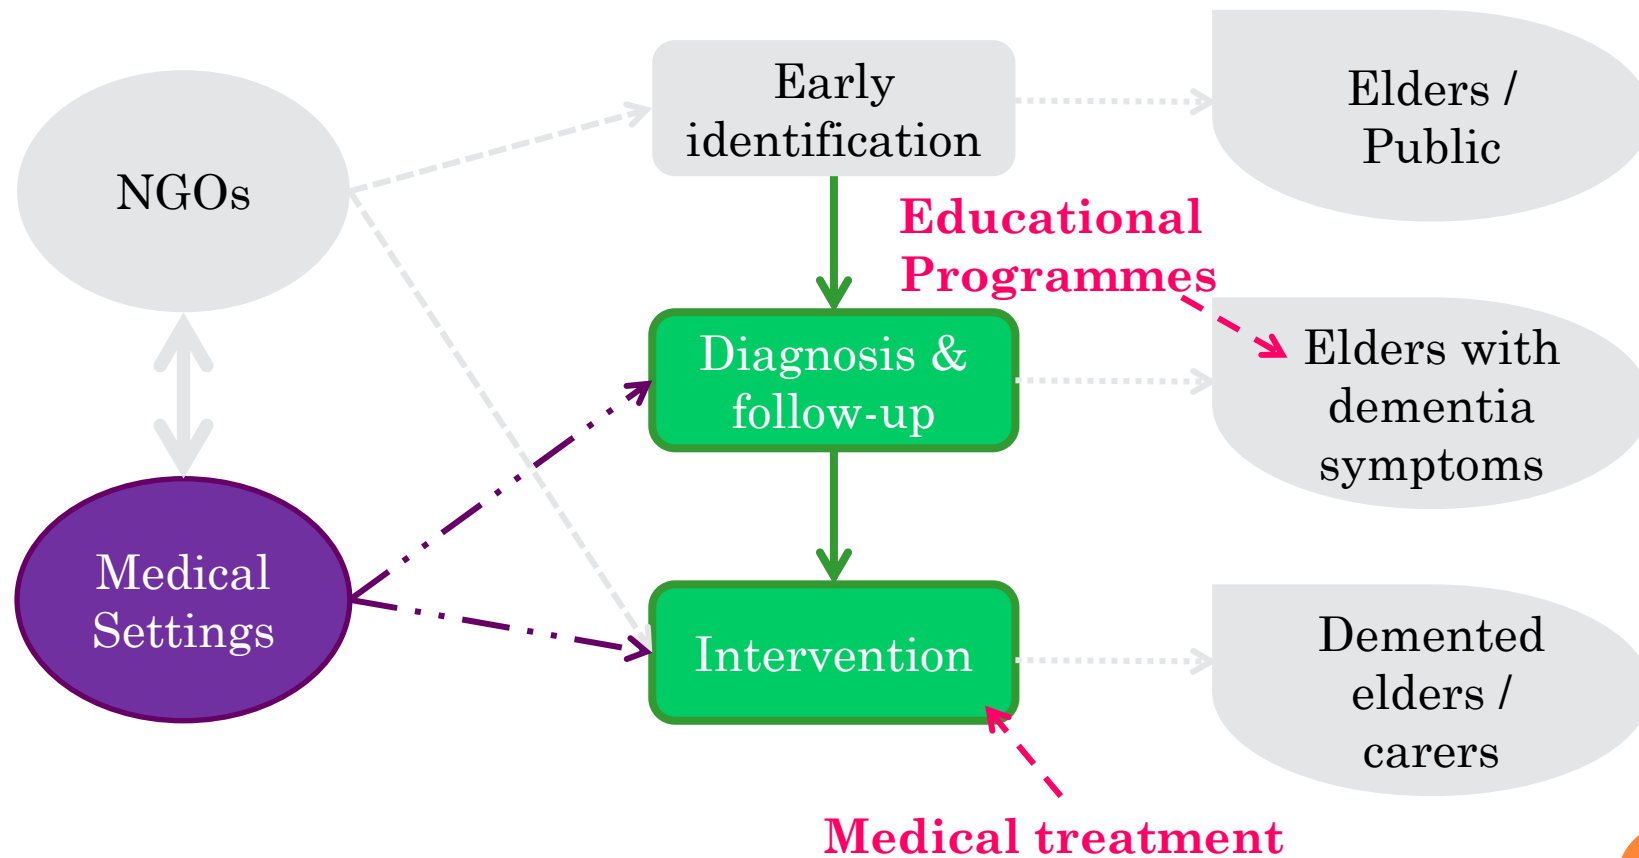 Early
identification
Elders /
Public
NGOs
Educational
Programmes
Diagnosis &
follow-up
Elders with
dementia
symptoms
Medical
Settings
Intervention
Demented
elders /
carers
Medical treatment